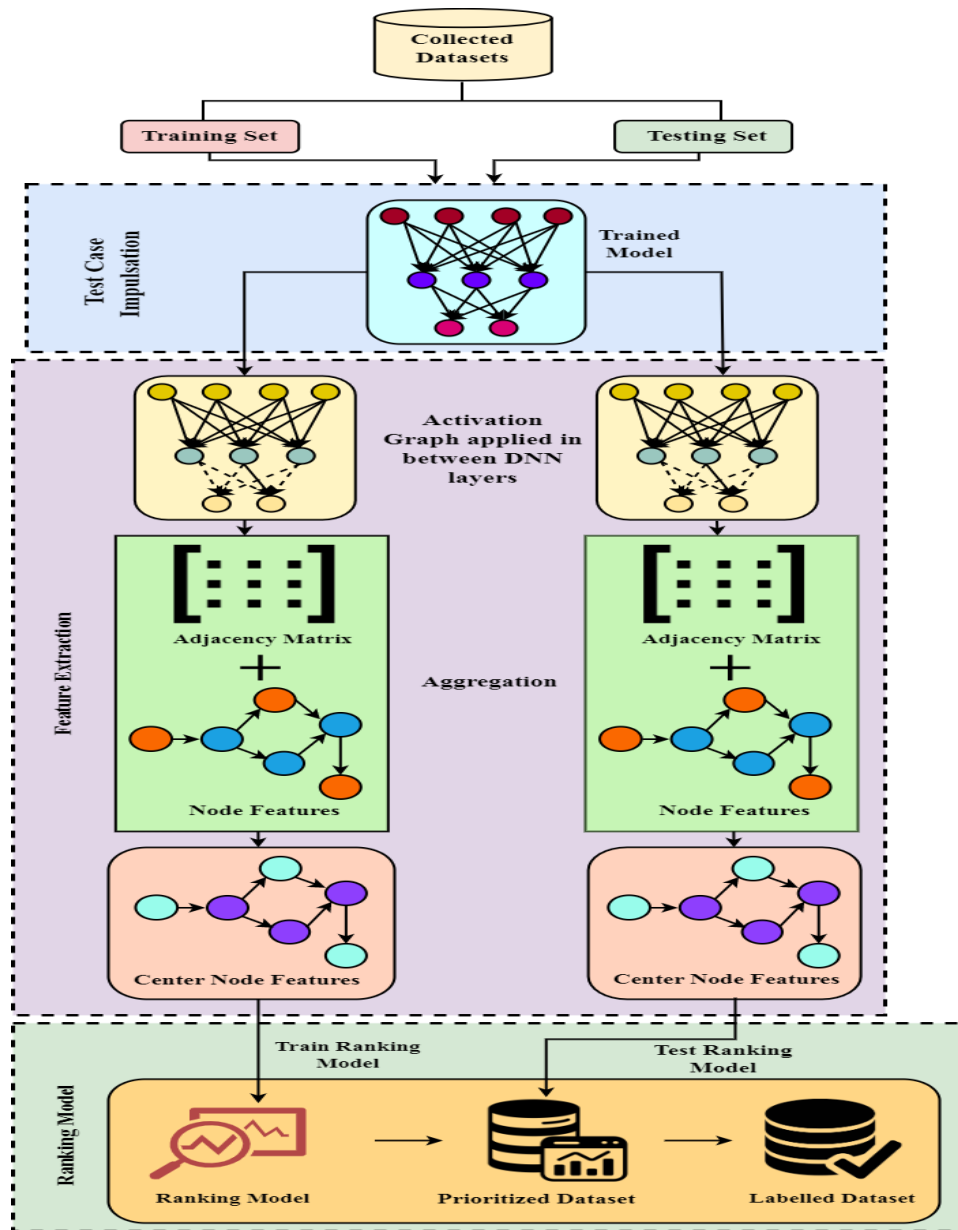 Collected
Datasets
Training Set
Testing Set
Test Case
Impulsation
Trained
Model
Activation
Graph applied in
between DNN
layers
Feature Extraction
Adjacency Matrix
Adjacency Matrix
Aggregation
Node Features
Node Features
Center Node Features
Center Node Features
Train Ranking
Model
Test Ranking
Model
Ranking Model
Ranking Model
Prioritized Dataset
Labelled Dataset